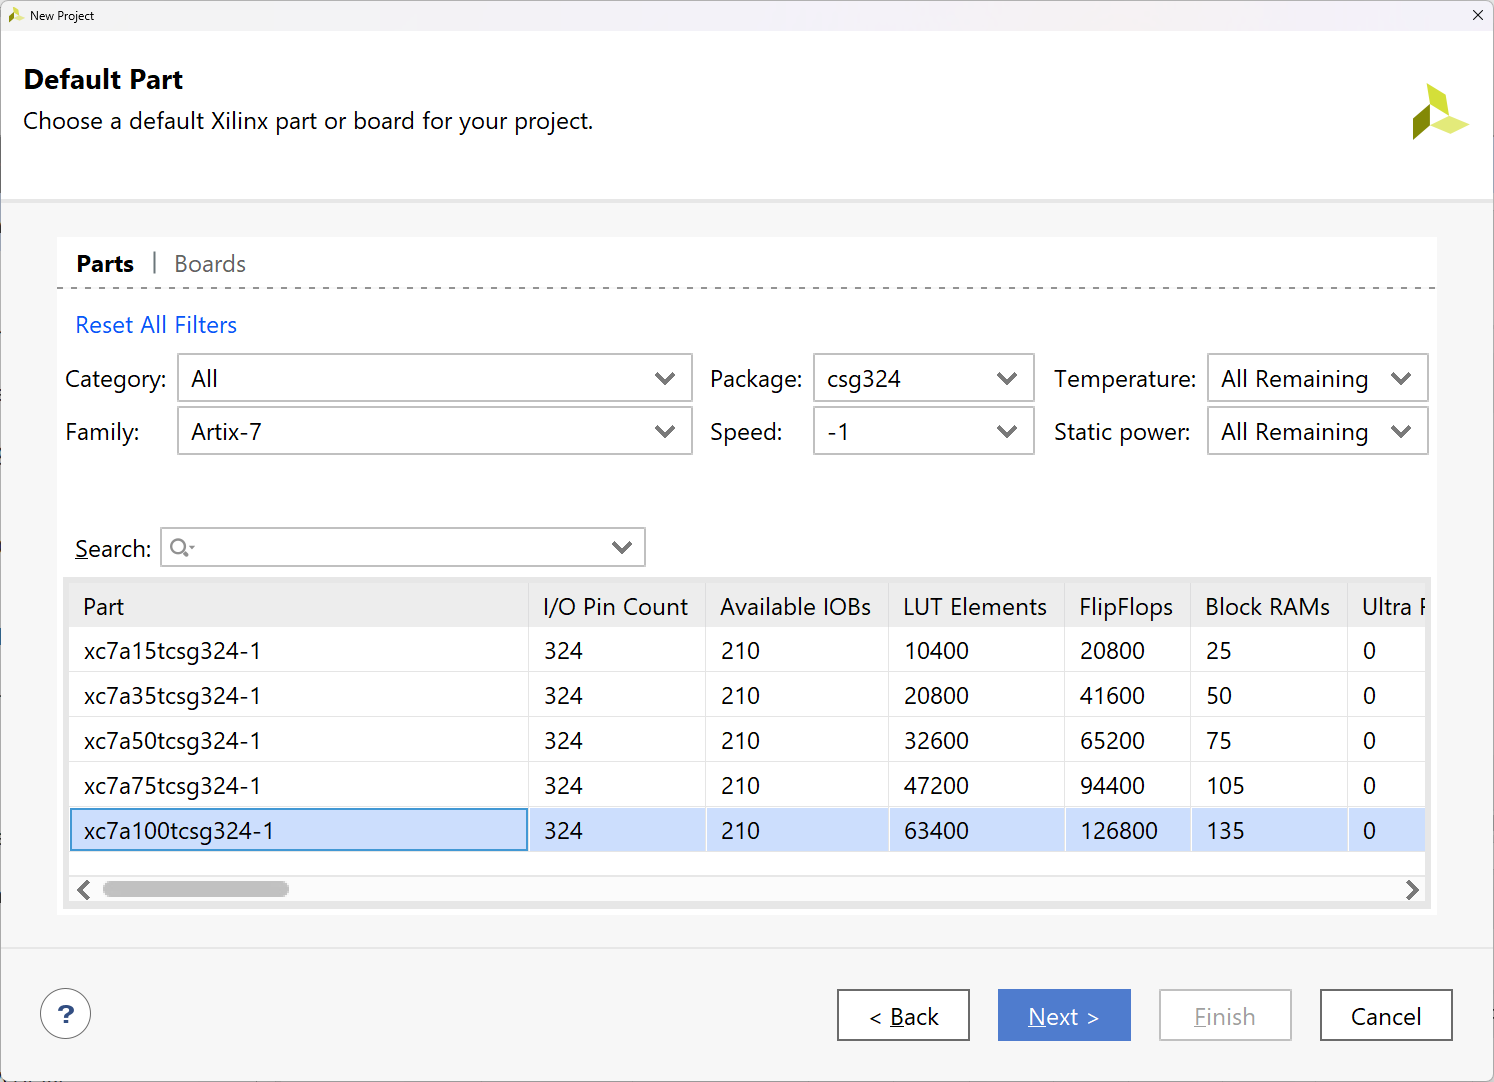 New Project
Default Part
Choose a default Xilinx part or board for your project.
Parts | Boards
Reset All Filters
Category: All Package: csg324 Temperature: All Remaining
Family: Artix-7 Speed: -1 Static power: All Remaining
Search:
Part I/O Pin Count Available IOBs LUT Elements FlipFlops Block RAMs Ultra
xc7a15tcsg324-1 324 210 10400 20800 25 0
xc7a35tcsg324-1 324 210 20800 41600 50 0
xc7a50tcsg324-1 324 210 32600 65200 75 0
xc7a75tcsg324-1 324 210 47200 94400 105 0
xc7a100tcsg324-1 324 210 63400 126800 135 0
? < Back Next > Finish Cancel